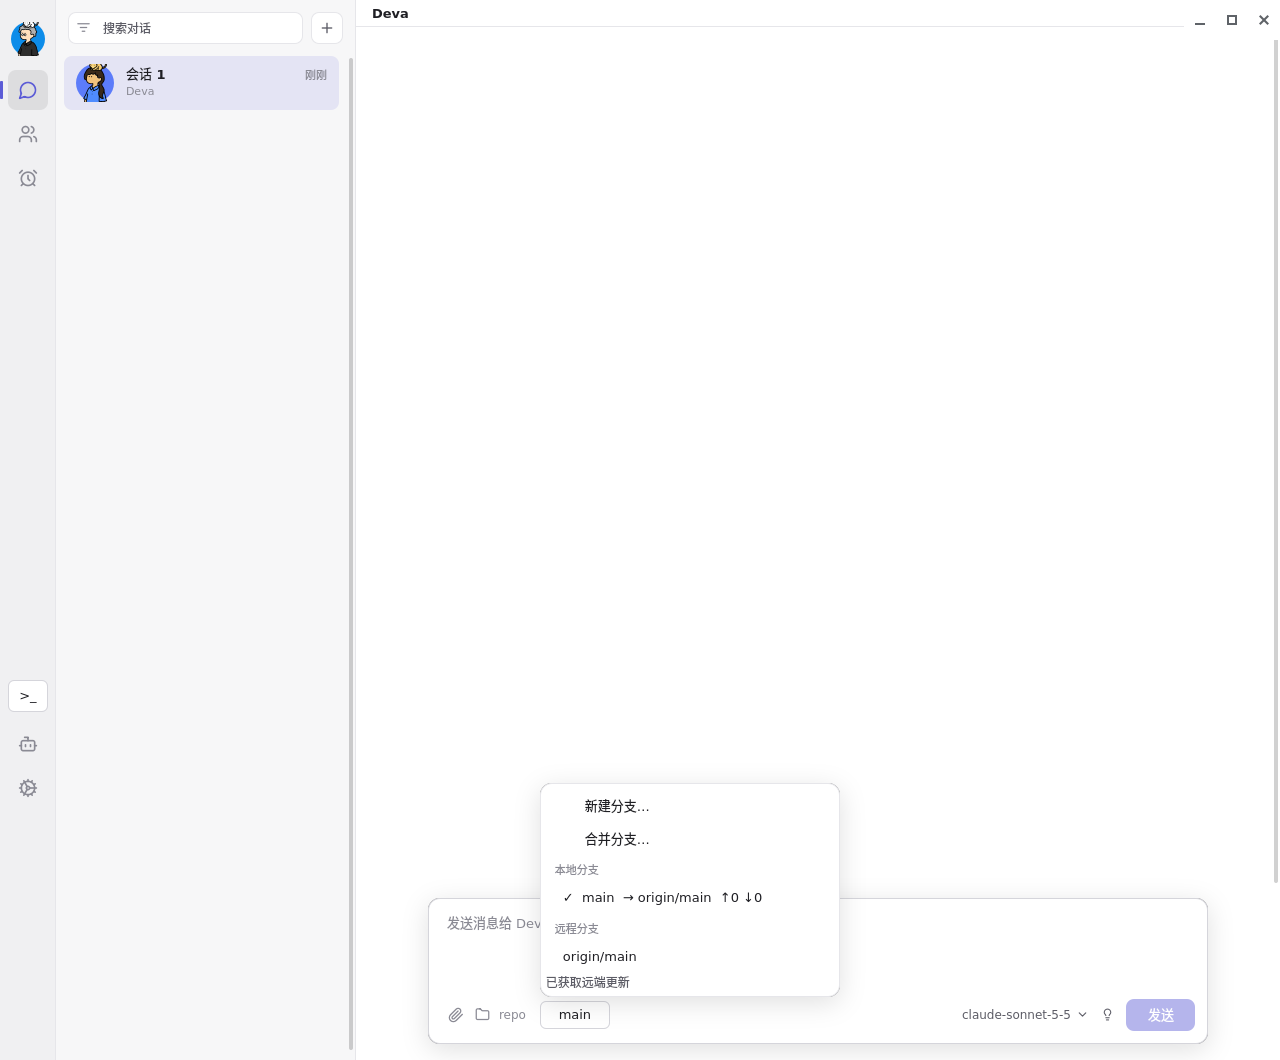 搜索对话
会话 1
刚刚
Deva
Deva
>_
新建分支...
合并分支...
本地分支
✓ main → origin/main ↑0 ↓0
远程分支
origin/main
已获取远端更新
发送消息给 Dev
repo
main
claude-sonnet-5-5
发送